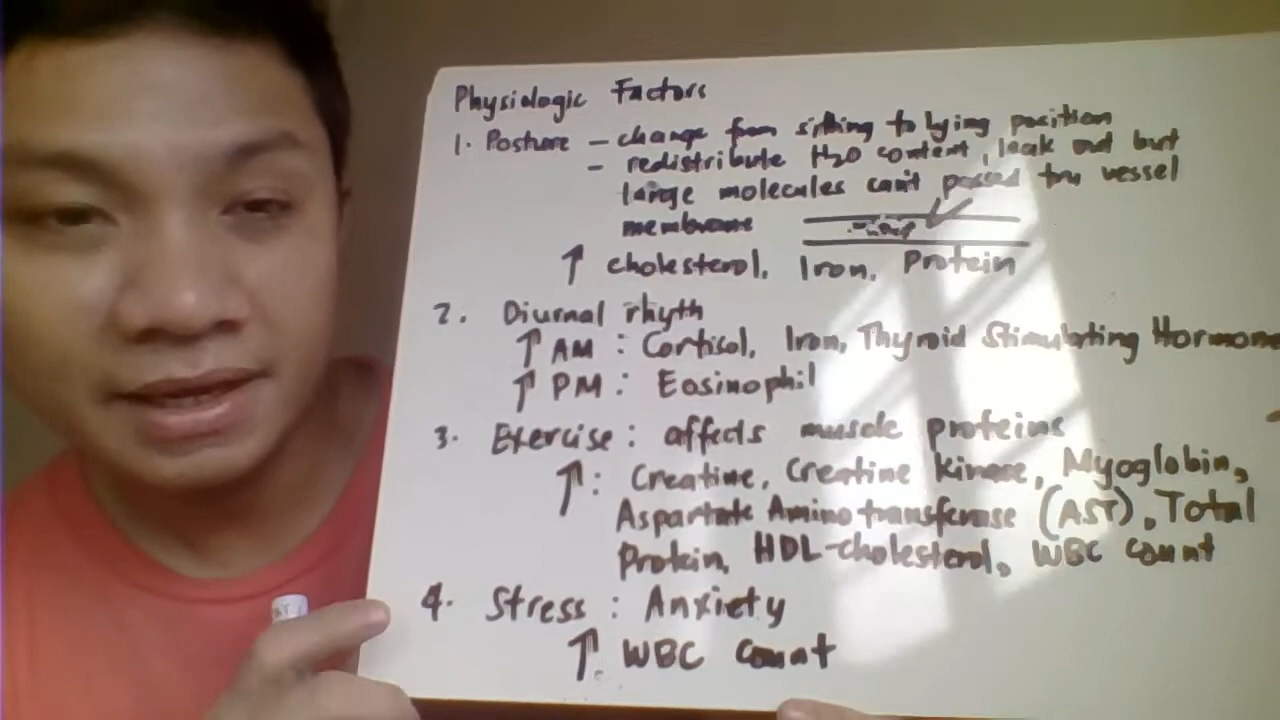 Physiologic Factors
1. Posture - change from sitting to lying position
- redistribute H2O content, leak out but
large molecules can't passed tru vessel
membrane
↑ cholesterol, Iron, Protein
2. Diurnal rhyth
↑ AM : Cortisol, Iron, Thyroid Stimulating Hormone
↑ PM : Eosinophil
3. Exercise : affects muscle proteins
↑ : Creatine, Creatine kinase, Myoglobin,
Aspartate Aminotransferase (AST), Total
Protein, HDL-cholesterol, WBC count
4. Stress : Anxiety
↑ WBC count